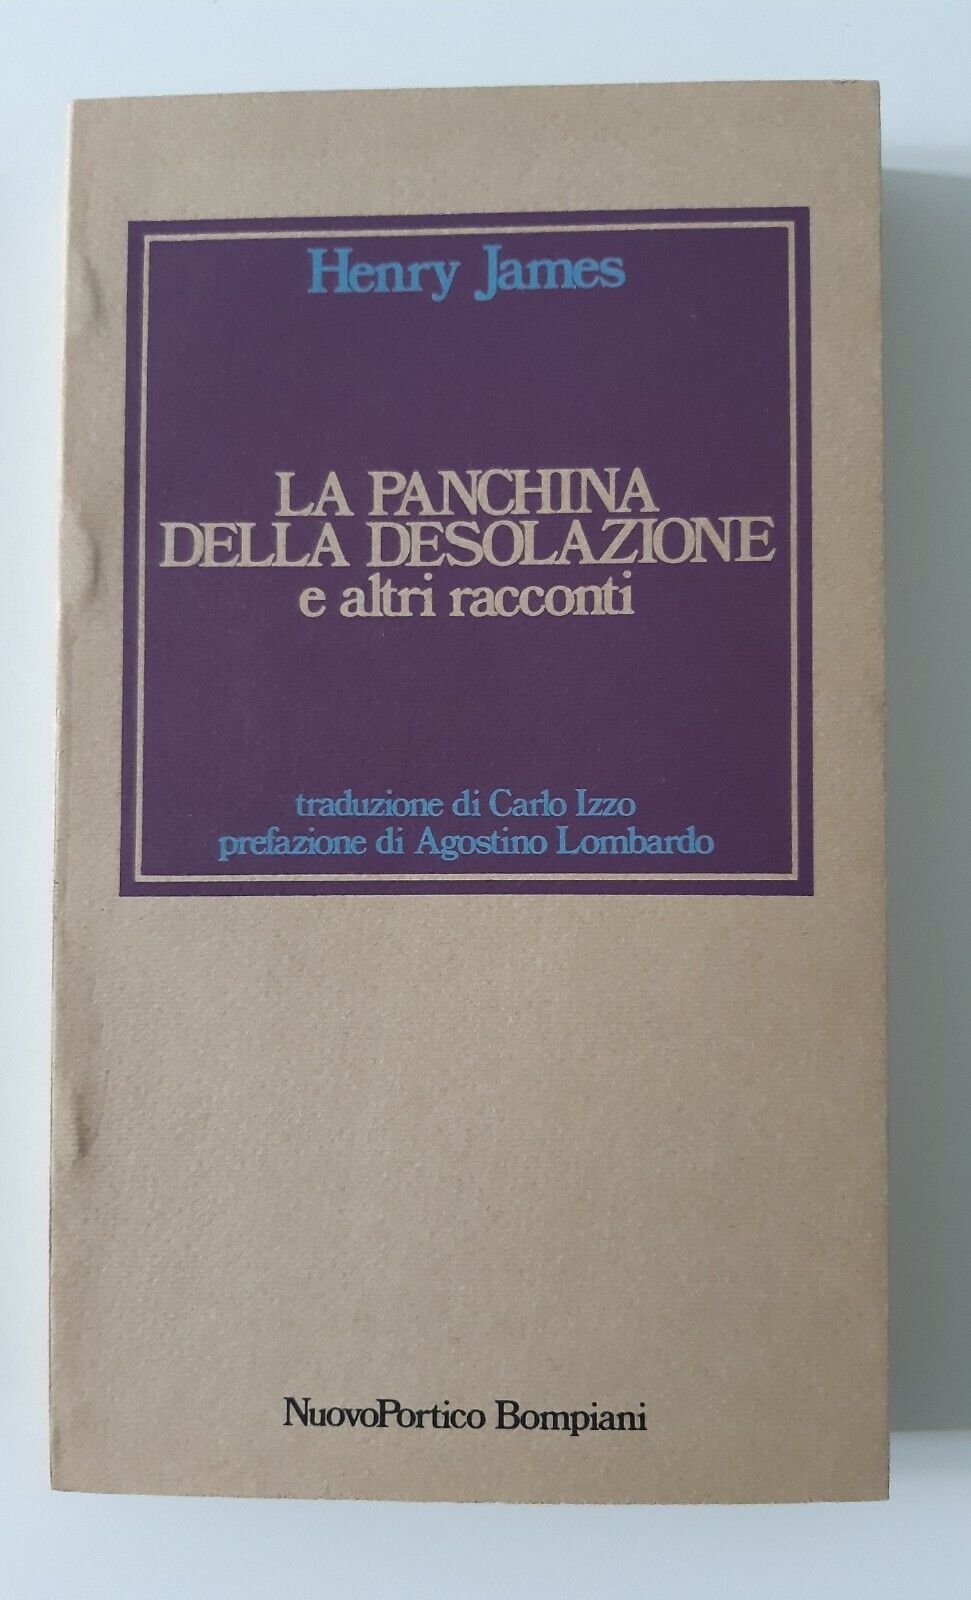 Henry James
LA PANCHINA
DELLA DESOLAZIONE
e altri racconti
traduzione di Carlo Izzo
prefazione di Agostino Lombardo
NuovoPortico Bompiani